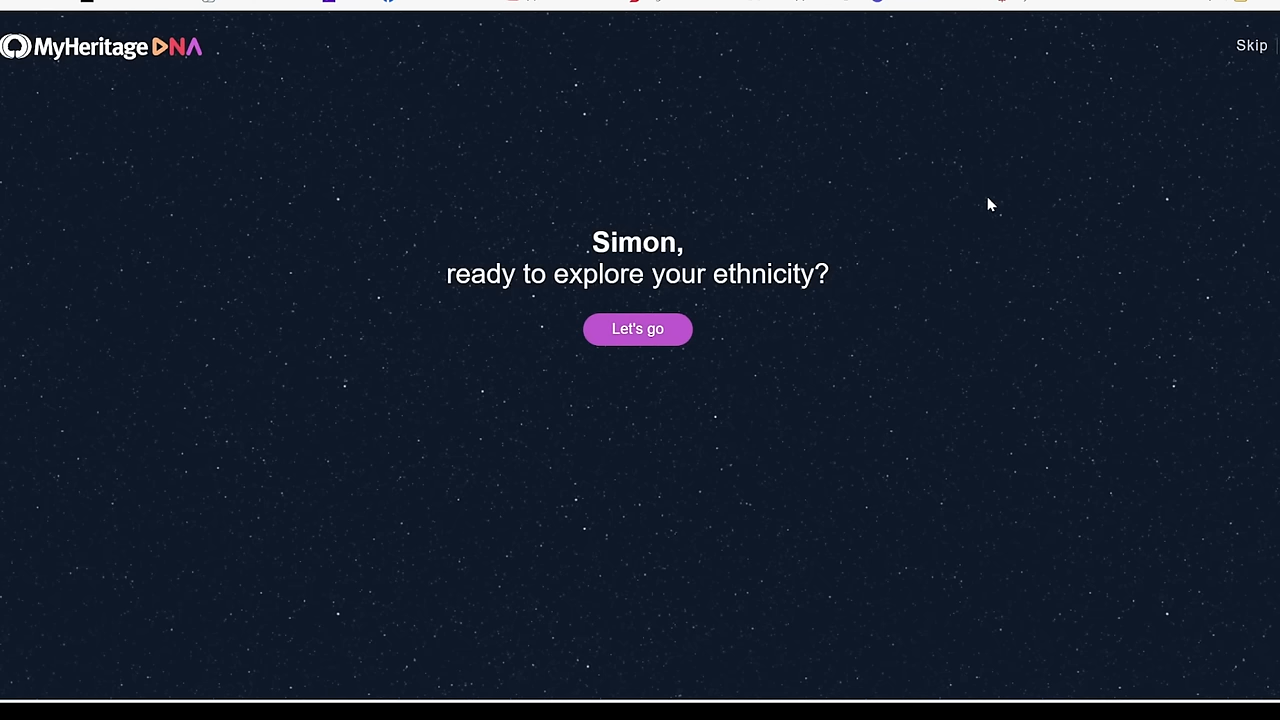 MyHeritage DNA
Skip
Simon,
ready to explore your ethnicity?
Let's go